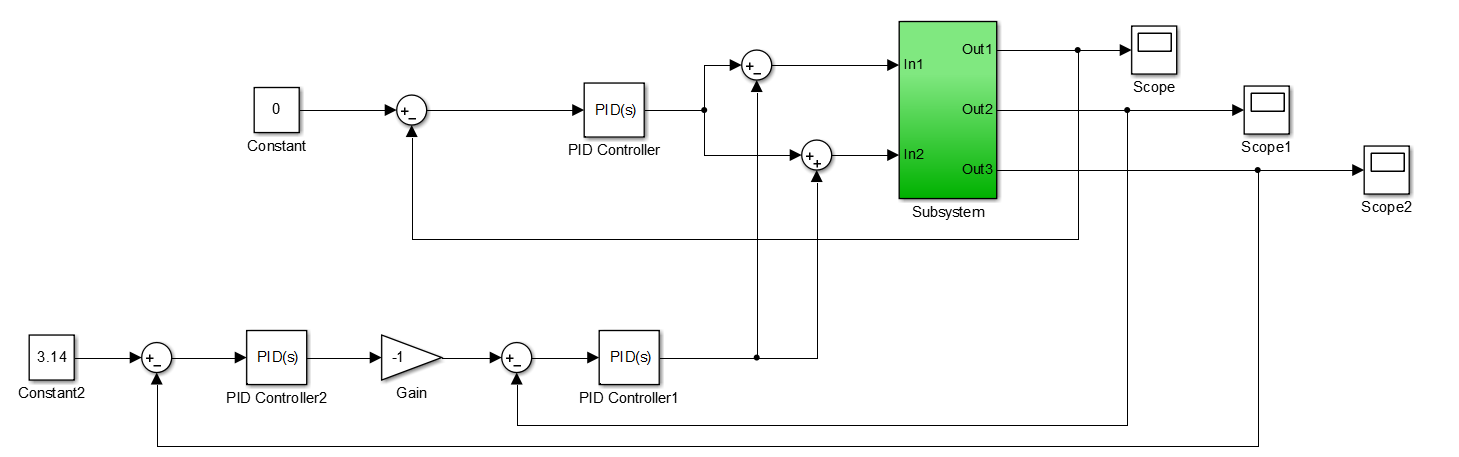 Out1
Scope
In1
0
PID(s)
Out2
Constant
PID Controller
Scope1
In2
Out3
Subsystem
Scope2
3.14
PID(s)
-1
PID(s)
Constant2
PID Controller2
Gain
PID Controller1